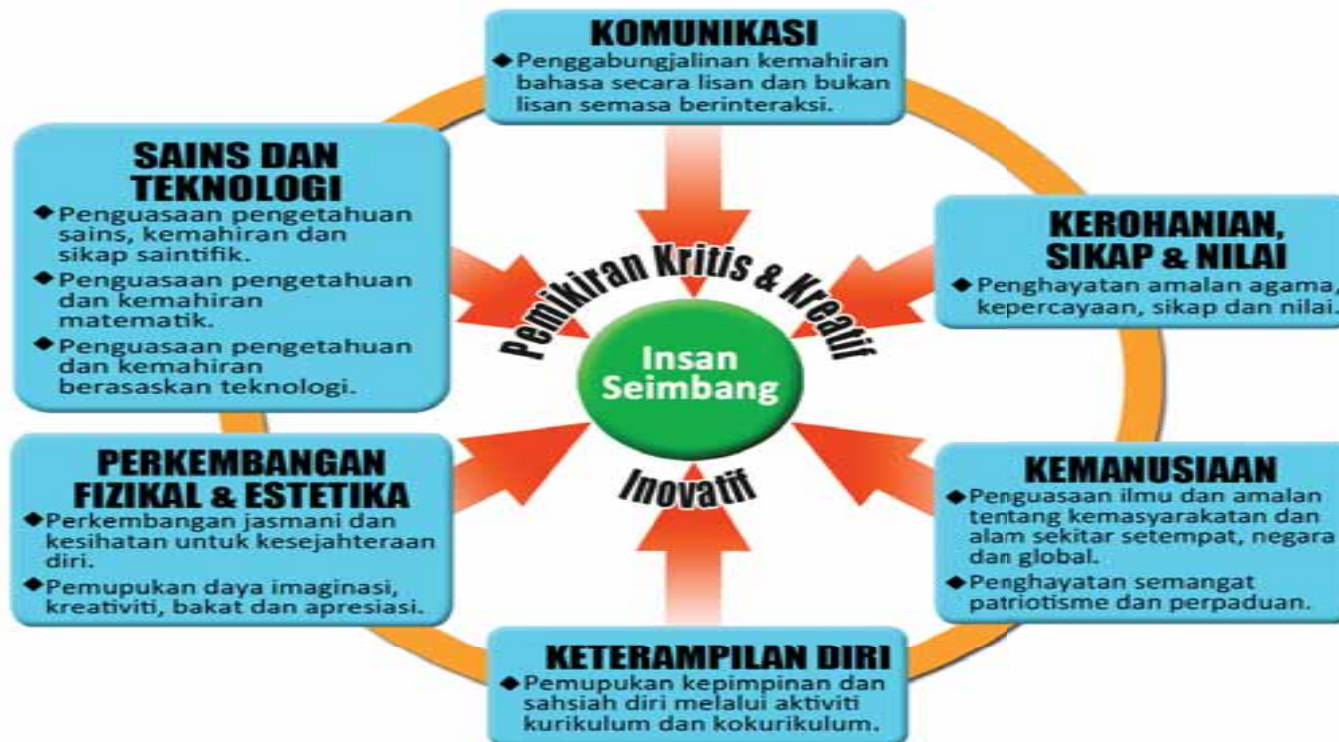 KOMUNIKASI
◆Penggabungjalinan kemahiran
bahasa secara lisan dan bukan
lisan semasa berinteraksi.
SAINS DAN
TEKNOLOGI
◆Penguasaan pengetahuan
sains, kemahiran dan
sikap saintifik.
◆Penguasaan pengetahuan
dan kemahiran
matematik.
◆Penguasaan pengetahuan
dan kemahiran
berasaskan teknologi.
KEROHANIAN,
SIKAP & NILAI
◆Penghayatan amalan agama,
kepercayaan, sikap dan nilai.
Pemikiran Kritis & Kreatif
Insan
Seimbang
Inovatif
PERKEMBANGAN
FIZIKAL & ESTETIKA
◆Perkembangan jasmani dan
kesihatan untuk kesejahteraan
diri.
◆Pemupukan daya imaginasi,
kreativiti, bakat dan apresiasi.
KEMANUSIAAN
◆Penguasaan ilmu dan amalan
tentang kemasyarakatan dan
alam sekitar setempat, negara
dan global.
◆Penghayatan semangat
patriotisme dan perpaduan.
KETERAMPILAN DIRI
◆Pemupukan kepimpinan dan
sahsiah diri melalui aktiviti
kurikulum dan kokurikulum.